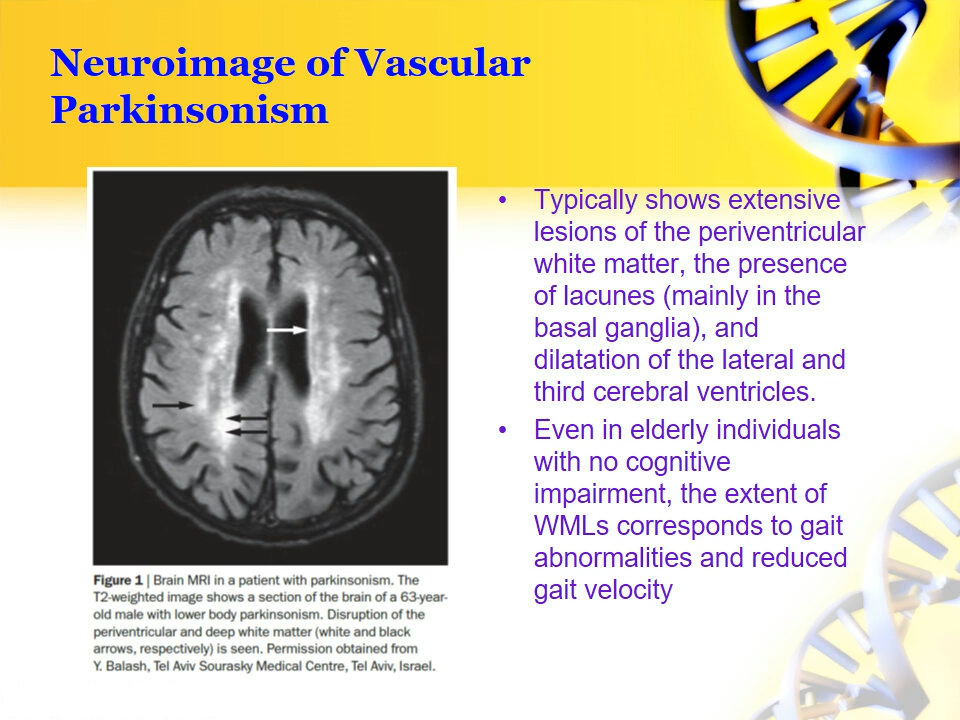 Neuroimage of Vascular
Parkinsonism
• Typically shows extensive
lesions of the periventricular
white matter, the presence
of lacunes (mainly in the
basal ganglia), and
dilatation of the lateral and
third cerebral ventricles.
• Even in elderly individuals
with no cognitive
impairment, the extent of
WMLs corresponds to gait
abnormalities and reduced
gait velocity
Figure 1 | Brain MRI in a patient with parkinsonism. The
T2-weighted image shows a section of the brain of a 63-year-
old male with lower body parkinsonism. Disruption of the
periventricular and deep white matter (white and black
arrows, respectively) is seen. Permission obtained from
Y. Balash, Tel Aviv Sourasky Medical Centre, Tel Aviv, Israel.